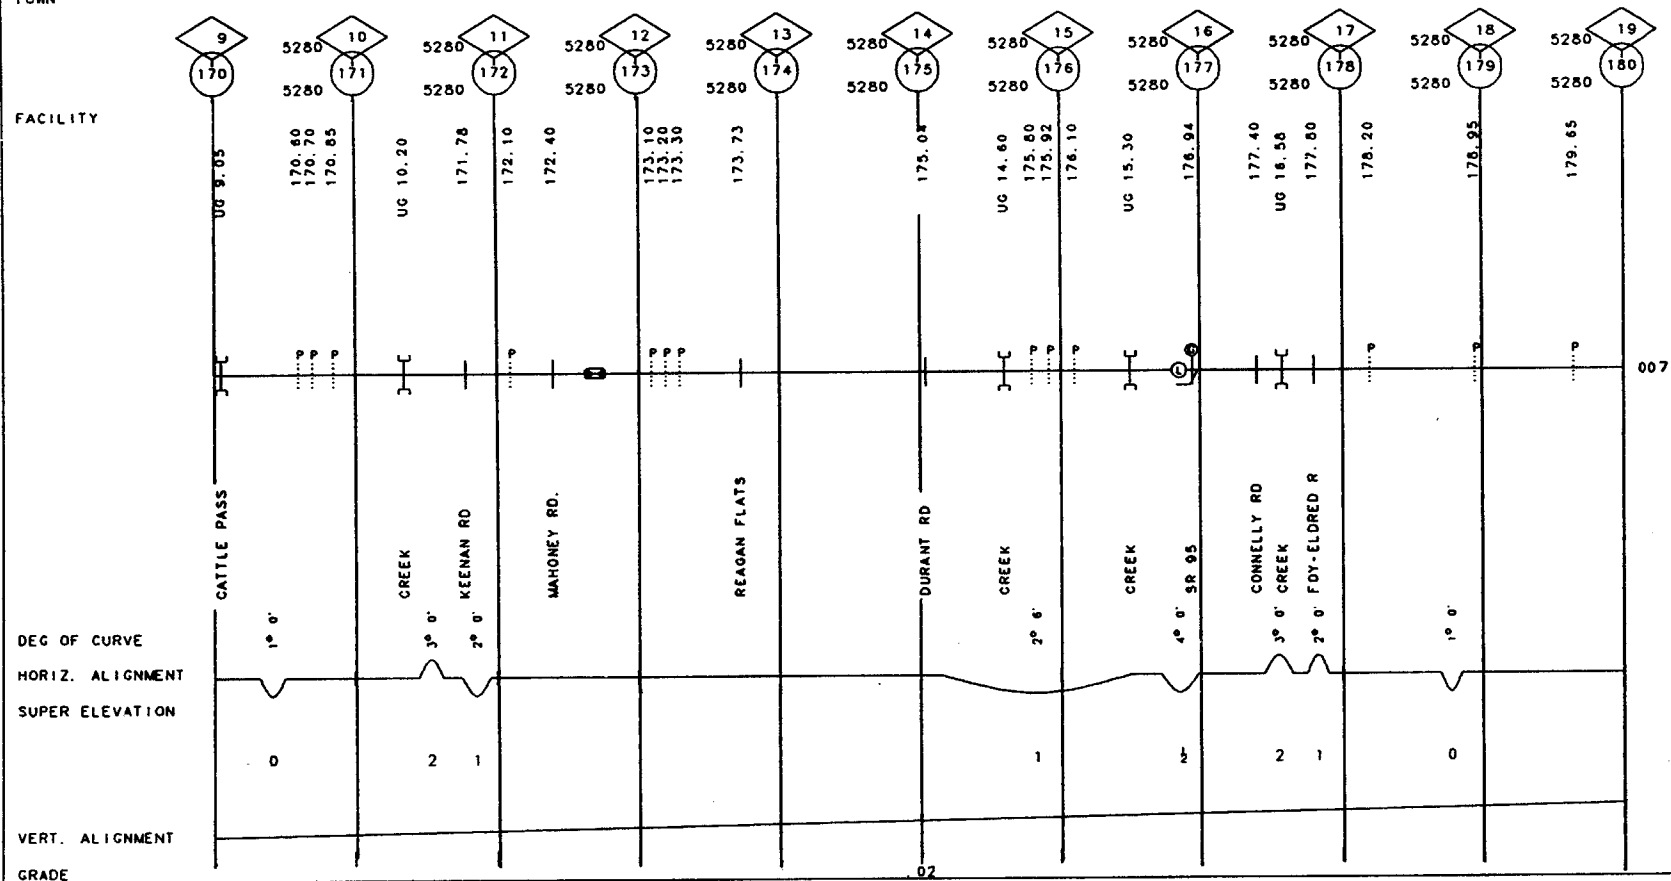 9 10 11 12 13 14 15 16 17 18 19
5280 5280 5280 5280 5280 5280 5280 5280 5280 5280
170 171 172 173 174 175 176 177 178 179 180
5280 5280 5280 5280 5280 5280 5280 5280 5280 5280
FACILITY
UG 9.05
170.60
170.70
170.85
UG 10.20
171.78
172.10
172.40
173.10
173.20
173.30
173.73
175.04
UG 14.60
175.80
175.92
176.10
UG 15.30
176.94
177.40
UG 16.58
177.80
178.20
178.95
179.65
P P P P P P P P P P P P P
L
007
CATTLE PASS
CREEK
KEENAN RD
MAHONEY RD.
REAGAN FLATS
DURANT RD
CREEK
CREEK
SR 95
CONNELLY RD
CREEK
FOY-ELDRED R
DEG OF CURVE
1° 0' 3° 0' 2° 0' 2° 6' 4° 0' 3° 0' 2° 0' 1° 0'
HORIZ. ALIGNMENT
SUPER ELEVATION
0 2 1 1 ½ 2 1 0
VERT. ALIGNMENT
GRADE
.02